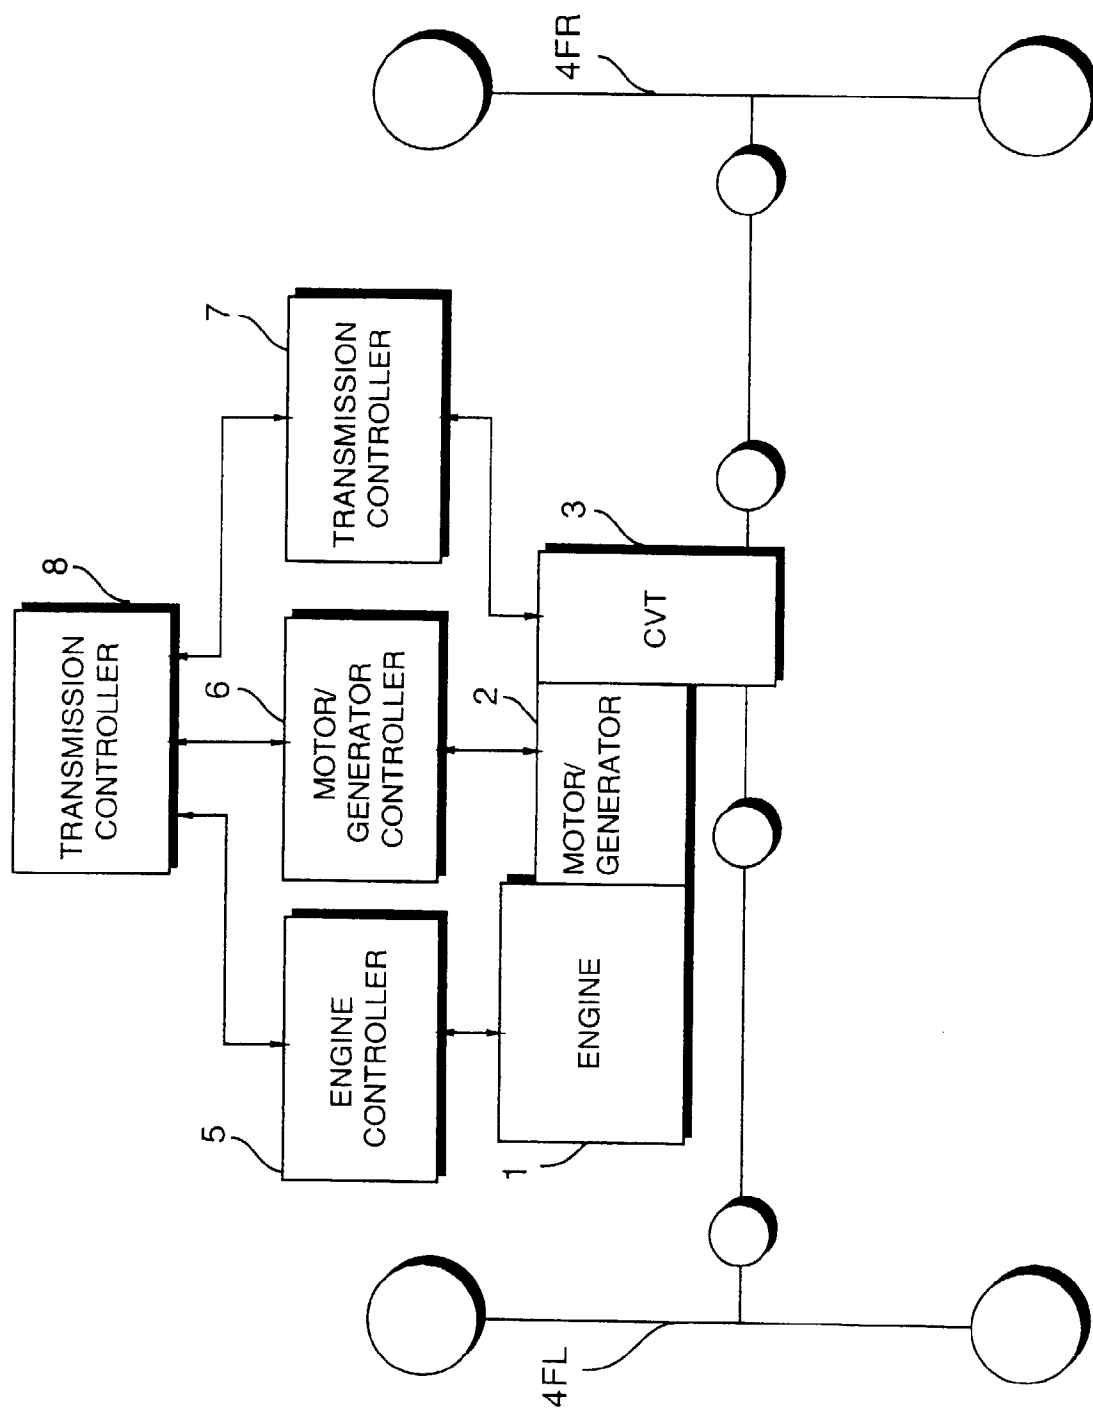 8
TRANSMISSION
CONTROLLER
5
ENGINE
CONTROLLER
6
MOTOR/
GENERATOR
CONTROLLER
7
TRANSMISSION
CONTROLLER
1
ENGINE
2
MOTOR/
GENERATOR
3
CVT
4FL
4FR